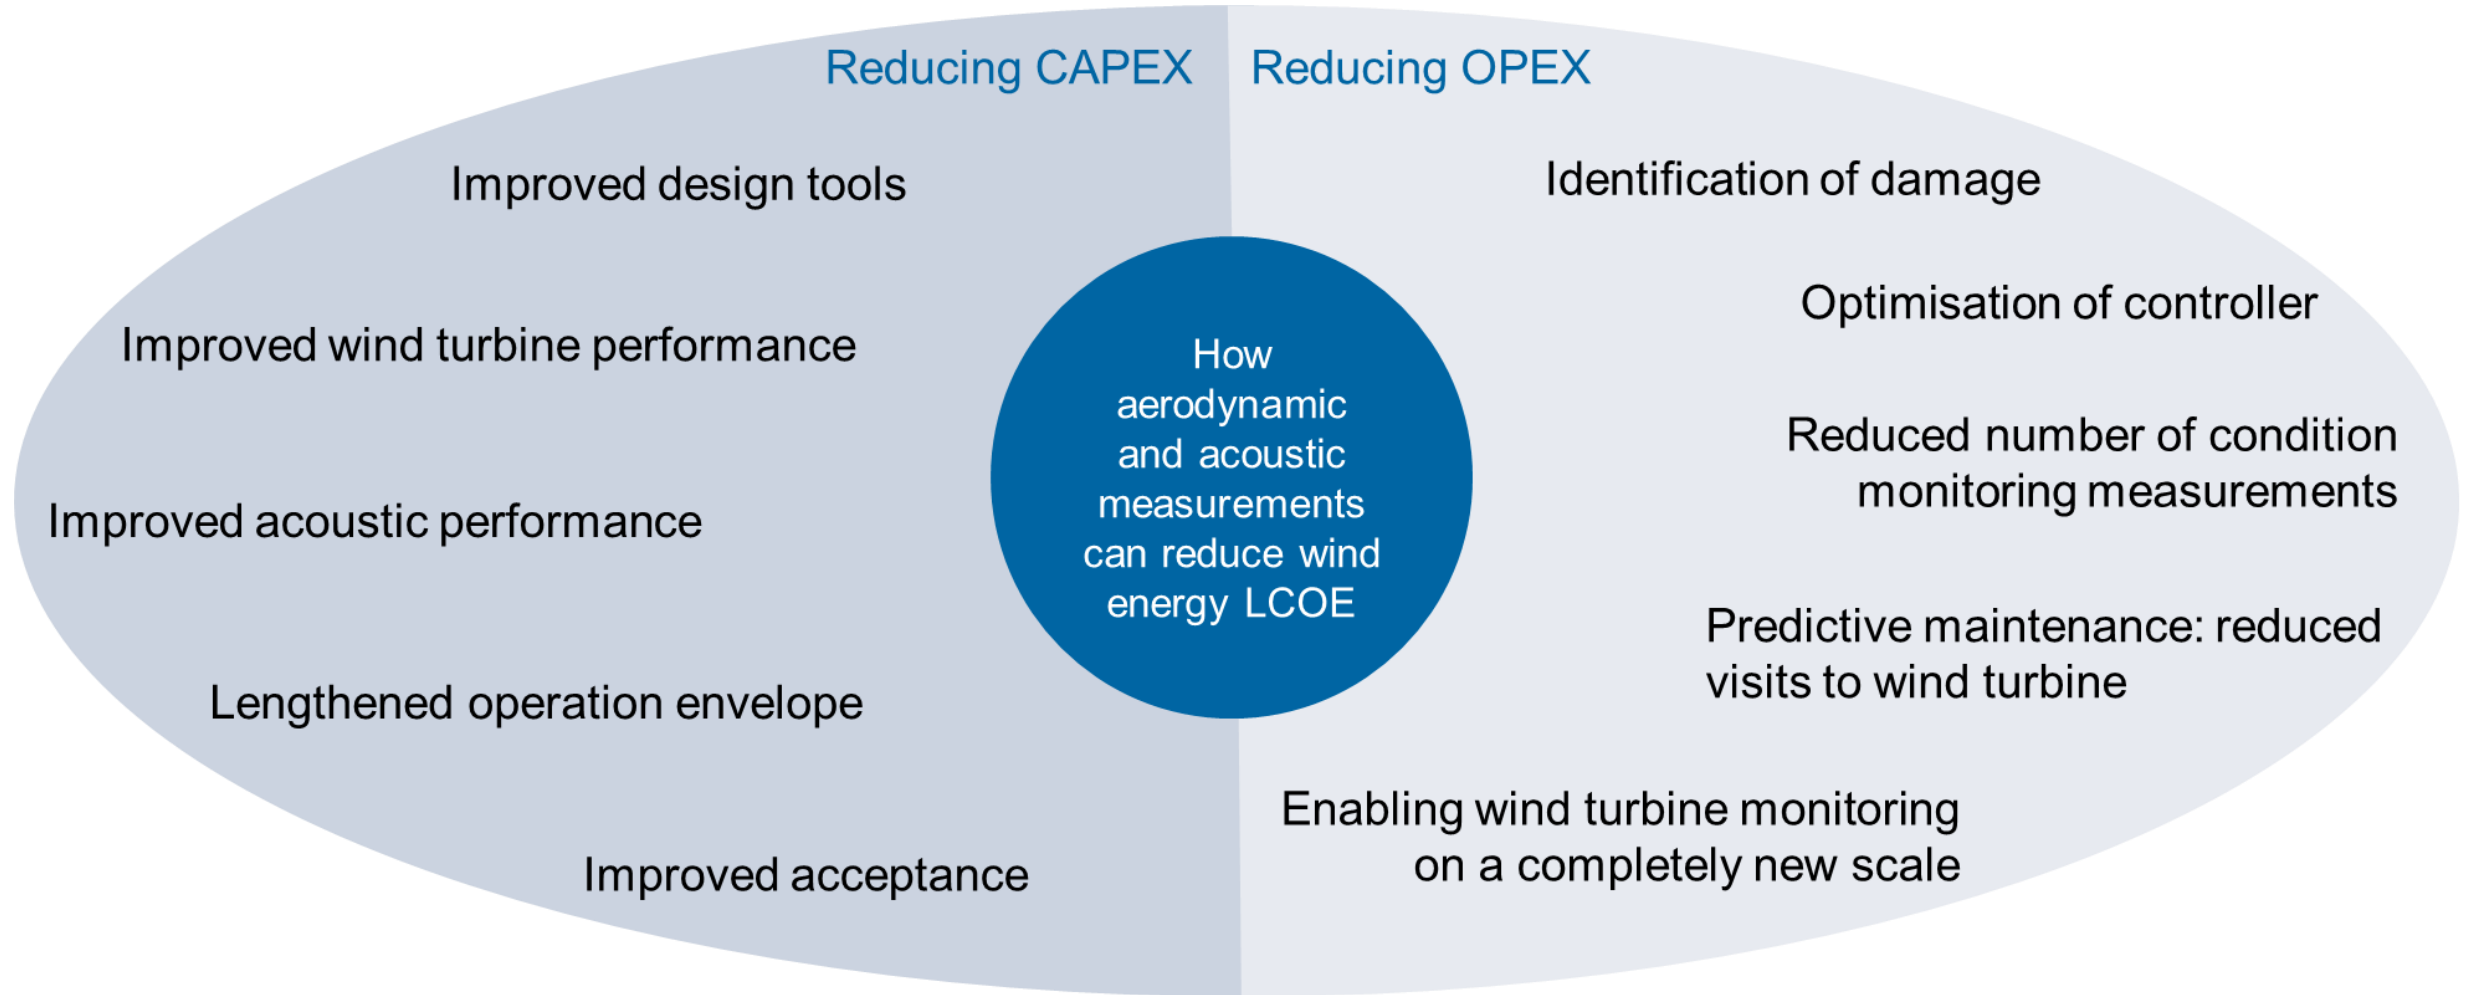 Reducing CAPEX
Improved design tools
Improved wind turbine performance
Improved acoustic performance
Lengthened operation envelope
Improved acceptance
How
aerodynamic
and acoustic
measurements
can reduce wind
energy LCOE
Reducing OPEX
Identification of damage
Optimisation of controller
Reduced number of condition
monitoring measurements
Predictive maintenance: reduced
visits to wind turbine
Enabling wind turbine monitoring
on a completely new scale